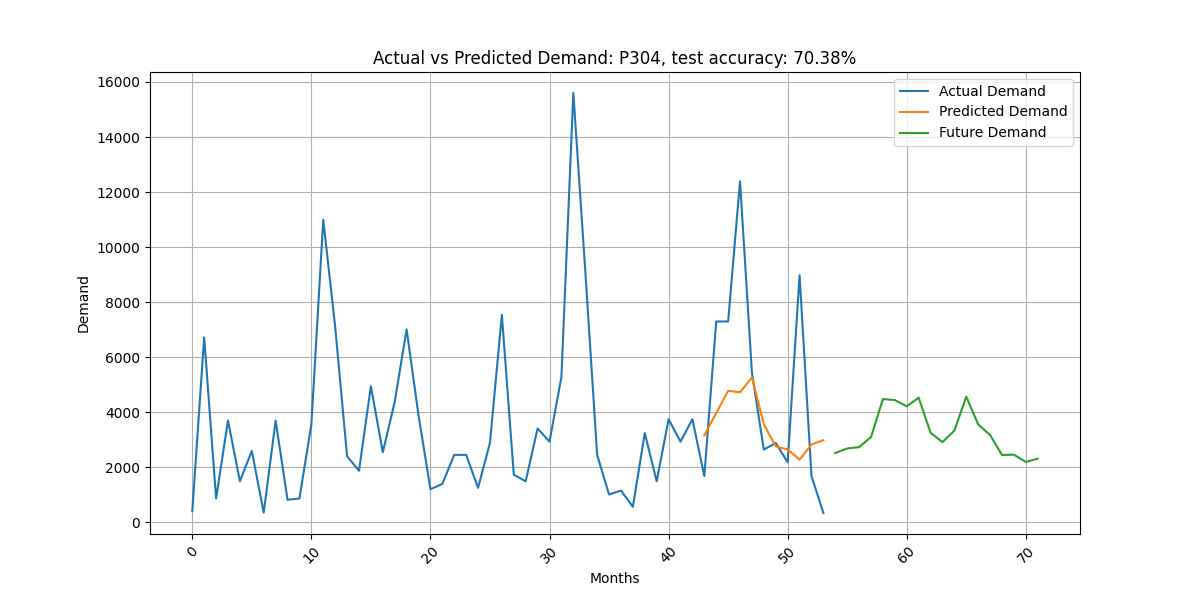 Actual vs Predicted Demand: P304, test accuracy: 70.38%
Actual Demand
Predicted Demand
Future Demand
Demand
16000
14000
12000
10000
8000
6000
4000
2000
0
0
10
20
30
40
50
60
70
Months